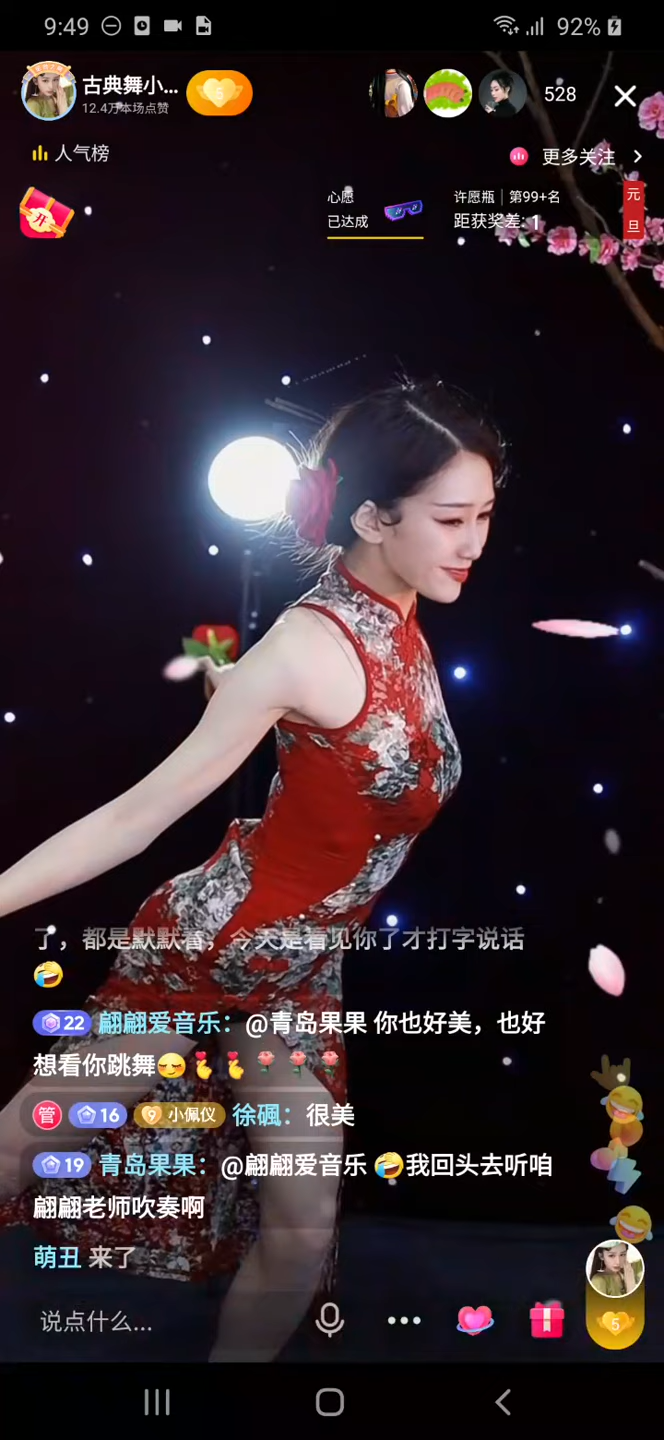 9:49
92%
古典舞小...
12.4万本场点赞
5
528
人气榜
更多关注
开
心愿
已达成
许愿瓶 | 第99+名
距获奖差: 1
元
旦
了，都是默默看，今天是看见你了才打字说话
22 翩翩爱音乐：@青岛果果 你也好美，也好
想看你跳舞
管 16 9 小佩仪 徐砜：很美
19 青岛果果：@翩翩爱音乐 我回头去听咱
翩翩老师吹奏啊
萌丑 来了
说点什么...
5